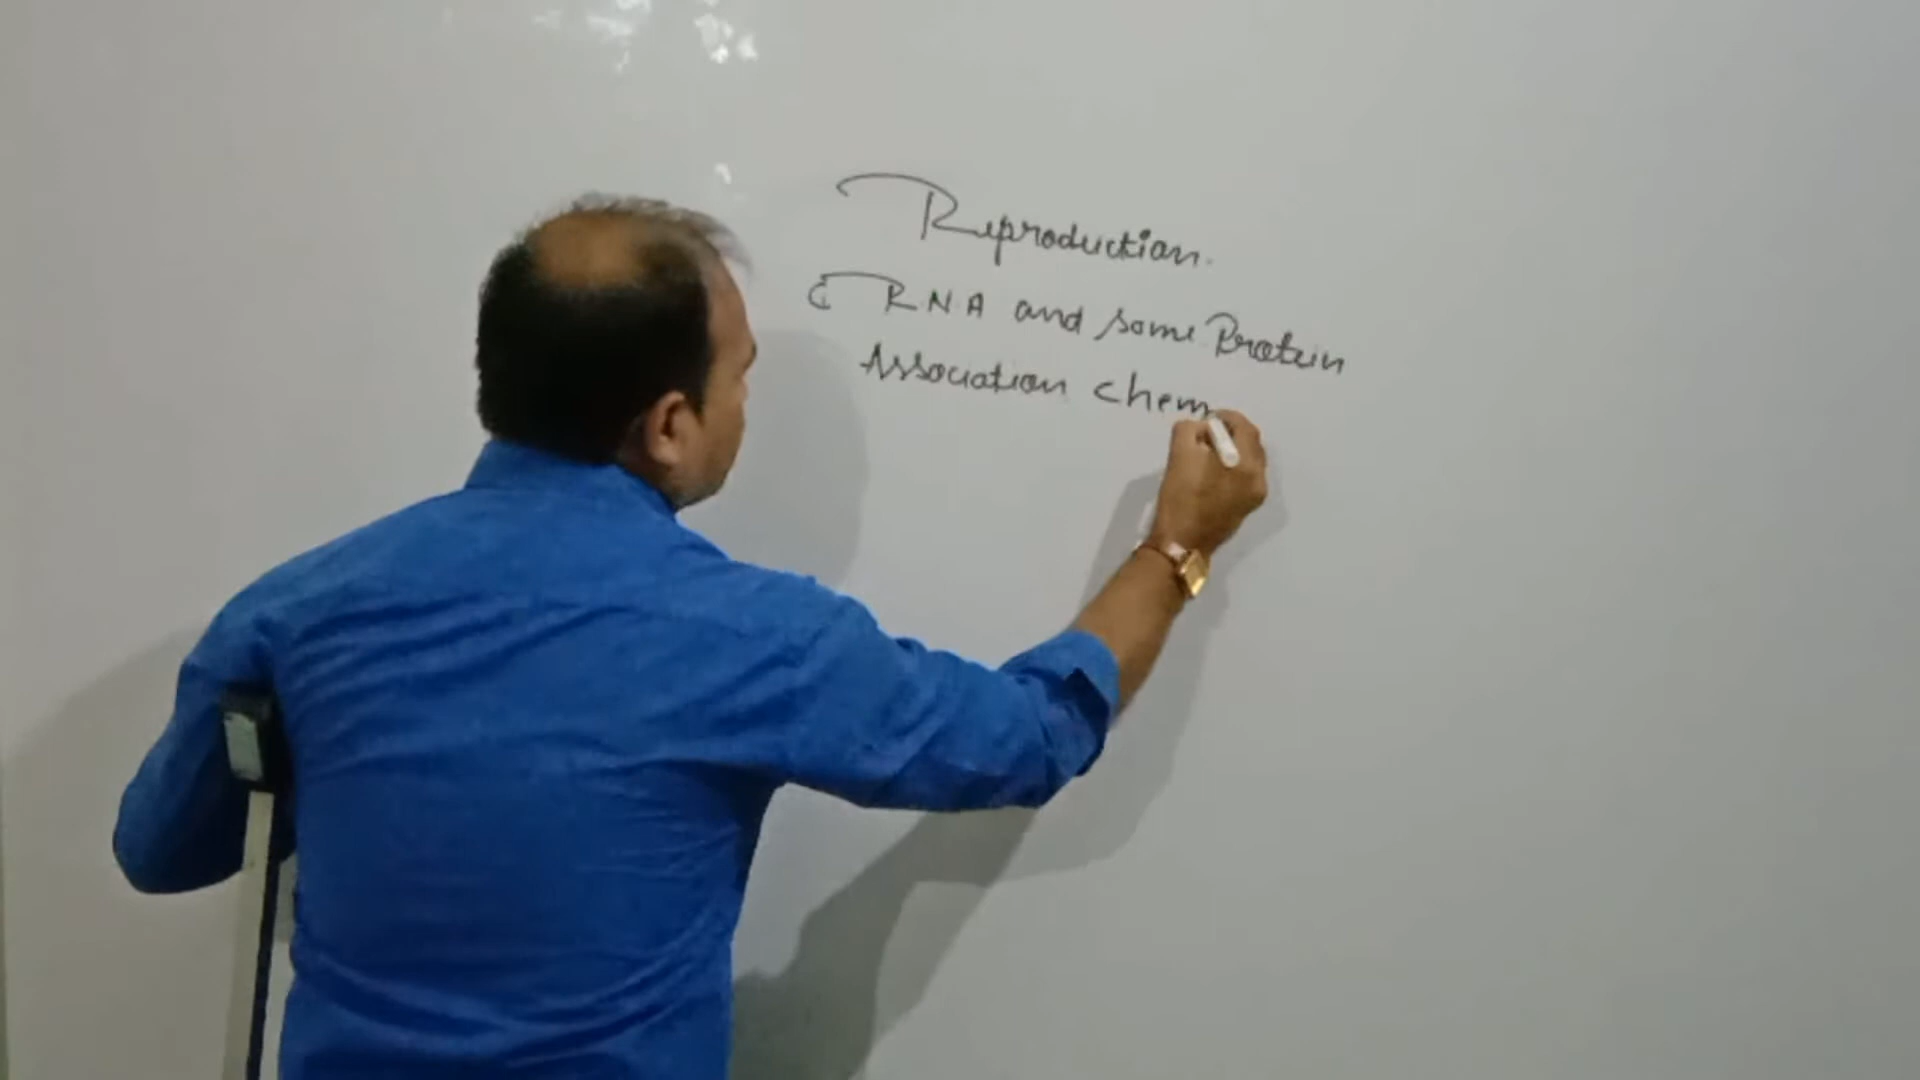 Reproduction.
(i RNA and some Protein
Association chem